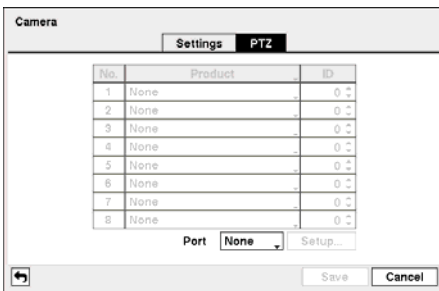 Camera
Settings PTZ
No. Product ID
1 None 0
2 None 0
3 None 0
4 None 0
5 None 0
6 None 0
7 None 0
8 None 0
Port None Setup...
Save Cancel